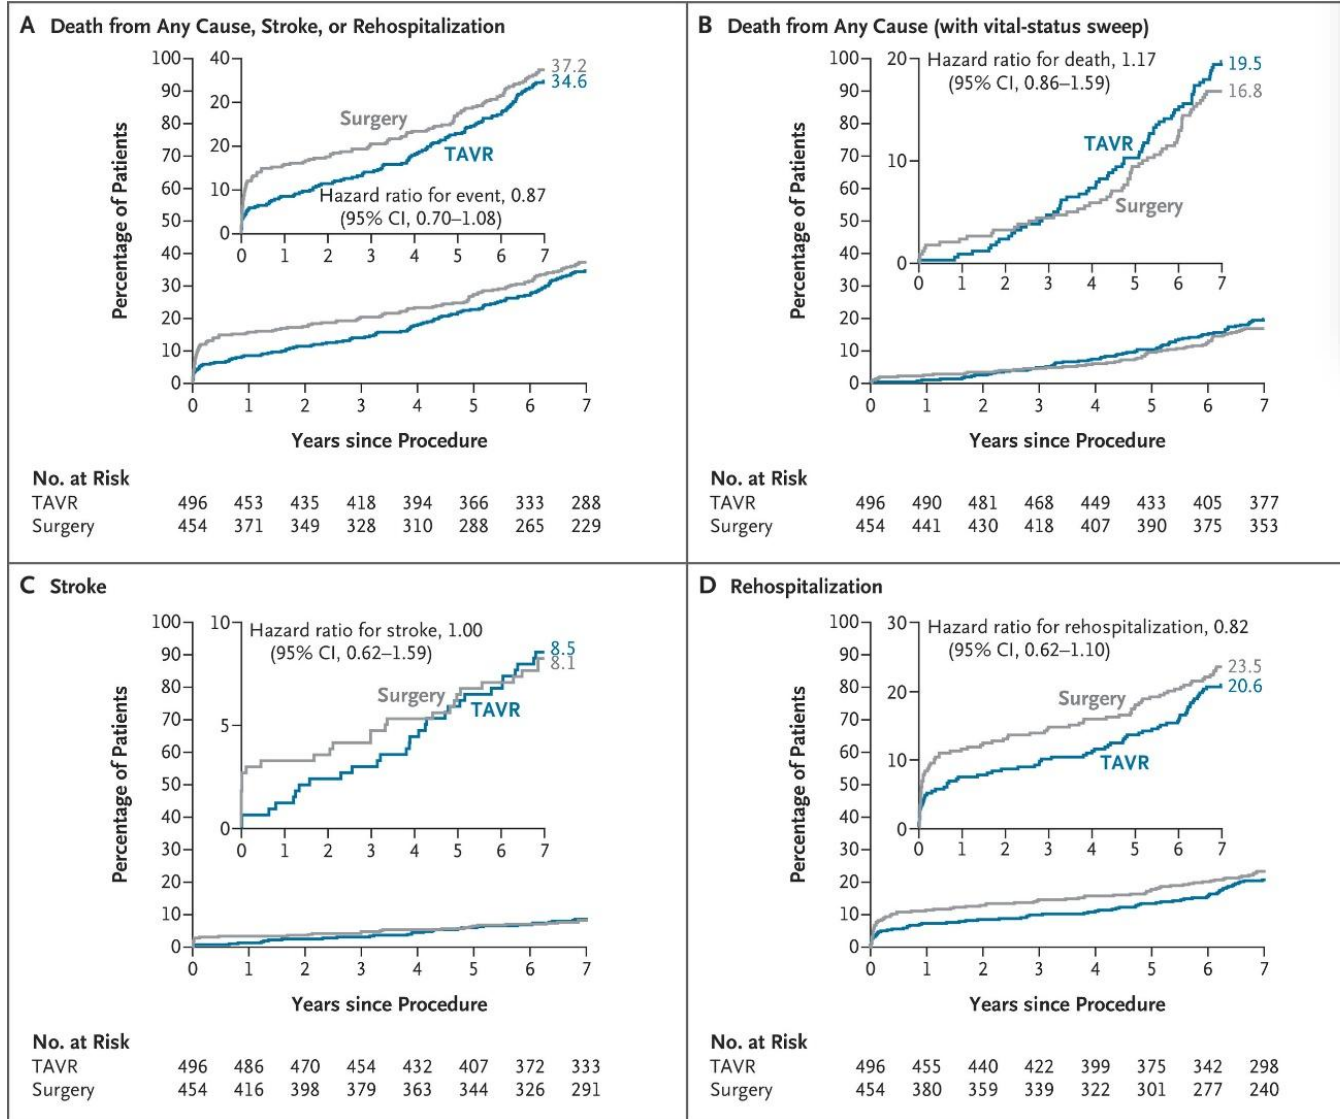 A Death from Any Cause, Stroke, or Rehospitalization
Percentage of Patients
100
90
80
70
60
50
40
30
20
10
0
0 1 2 3 4 5 6 7
40
20
20
10
0
0 1 2 3 4 5 6 7
37.2
34.6
Surgery
TAVR
Hazard ratio for event, 0.87
(95% CI, 0.70–1.08)
Years since Procedure
No. at Risk
TAVR 496 453 435 418 394 366 333 288
Surgery 454 371 349 328 310 288 265 229
B Death from Any Cause (with vital-status sweep)
Percentage of Patients
100
90
80
70
60
50
40
30
20
10
0
0 1 2 3 4 5 6 7
20
10
0
0 1 2 3 4 5 6 7
Hazard ratio for death, 1.17
(95% CI, 0.86–1.59)
19.5
16.8
TAVR
Surgery
Years since Procedure
No. at Risk
TAVR 496 490 481 468 449 433 405 377
Surgery 454 441 430 418 407 390 375 353
C Stroke
Percentage of Patients
100
90
80
70
60
50
40
30
20
10
0
0 1 2 3 4 5 6 7
10
5
0
0 1 2 3 4 5 6 7
Hazard ratio for stroke, 1.00
(95% CI, 0.62–1.59)
8.5
8.1
Surgery
TAVR
Years since Procedure
No. at Risk
TAVR 496 486 470 454 432 407 372 333
Surgery 454 416 398 379 363 344 326 291
D Rehospitalization
Percentage of Patients
100
90
80
70
60
50
40
30
20
10
0
0 1 2 3 4 5 6 7
30
20
10
0
0 1 2 3 4 5 6 7
Hazard ratio for rehospitalization, 0.82
(95% CI, 0.62–1.10)
23.5
20.6
Surgery
TAVR
Years since Procedure
No. at Risk
TAVR 496 455 440 422 399 375 342 298
Surgery 454 380 359 339 322 301 277 240